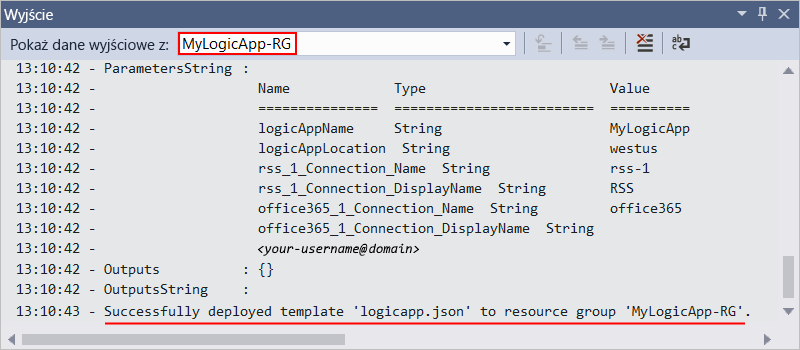 Wyjście
Pokaż dane wyjściowe z: MyLogicApp-RG
13:10:42 - ParametersString :
13:10:42 - Name Type Value
13:10:42 - =============== ========================= ==========
13:10:42 - logicAppName String MyLogicApp
13:10:42 - logicAppLocation String westus
13:10:42 - rss_1_Connection_Name String rss-1
13:10:42 - rss_1_Connection_DisplayName String RSS
13:10:42 - office365_1_Connection_Name String office365
13:10:42 - office365_1_Connection_DisplayName String
13:10:42 - <your-username@domain>
13:10:42 - Outputs : {}
13:10:42 - OutputsString :
13:10:43 - Successfully deployed template 'logicapp.json' to resource group 'MyLogicApp-RG'.